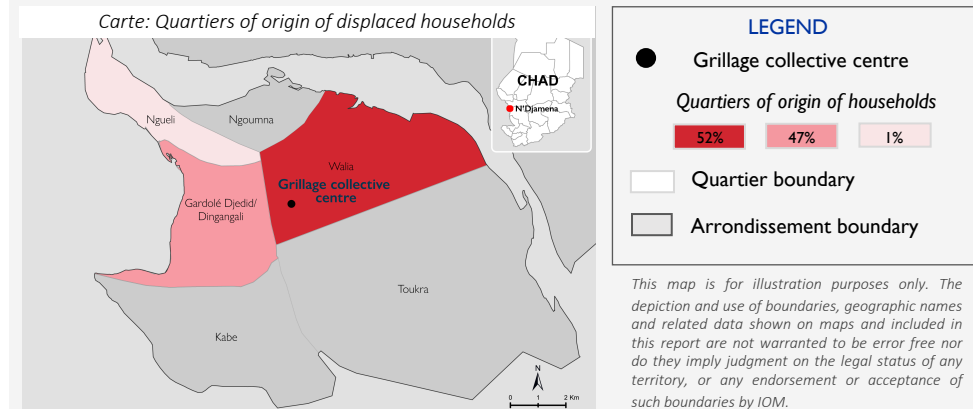 Carte: Quartiers of origin of displaced households
CHAD
N'Djamena
Ngueli
Ngoumna
Walia
Grillage collective
centre
Gardolé Djedid/
Dingangali
Toukra
Kabe
N
0 1 2 Km
LEGEND
Grillage collective centre
Quartiers of origin of households
52% 47% 1%
Quartier boundary
Arrondissement boundary
This map is for illustration purposes only. The
depiction and use of boundaries, geographic names
and related data shown on maps and included in
this report are not warranted to be error free nor
do they imply judgment on the legal status of any
territory, or any endorsement or acceptance of
such boundaries by IOM.